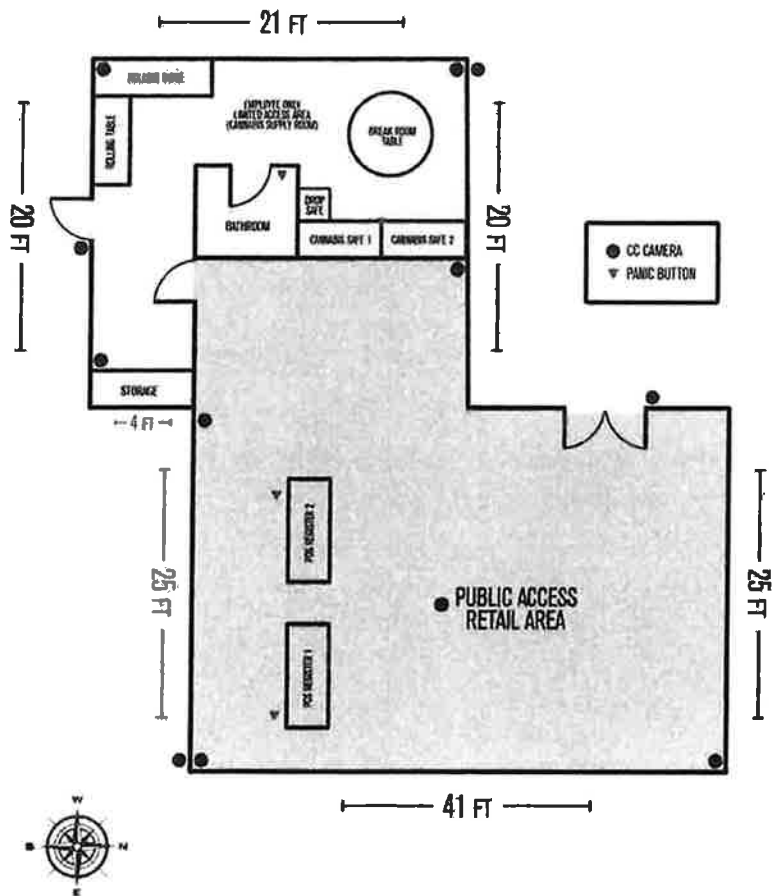 21 FT
EMPLOYEE ONLY
LIMITED ACCESS AREA
(CANNABIS SUPPLY ROOM)
ROLLING TABLE
BREAK ROOM
TABLE
20 FT
20 FT
DROP
SAFE
BATHROOM
CANNABIS SAFE 1
CANNABIS SAFE 2
CC CAMERA
PANIC BUTTON
STORAGE
4 FT
25 FT
25 FT
POS REGISTER 2
PUBLIC ACCESS
RETAIL AREA
POS REGISTER 1
41 FT
W
S
N
E